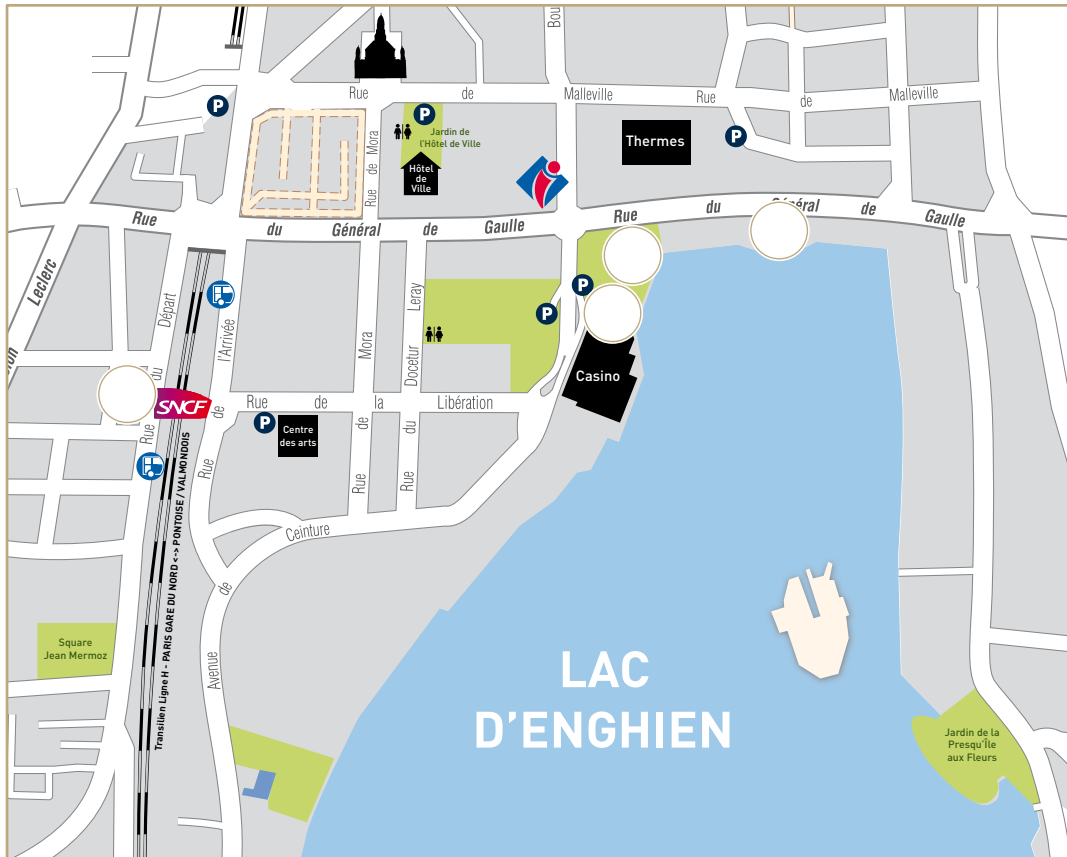 Bou
P
Rue de Malleville Rue de Malleville
P
Jardin de
l'Hôtel de Ville
Rue de Mora
Thermes
P
Hôtel
de
Ville
Rue du Général de Gaulle Rue du Général de Gaulle
Leclerc
Rue du Départ
Rue de l'Arrivée
Rue de Mora
Rue du Docetur Leray
P
P
Casino
SNCF
Rue de la Libération
P
Centre
des arts
Avenue de Ceinture
Transilien Ligne H - PARIS GARE DU NORD <-> PONTOISE / VALMONDOIS
Square
Jean Mermoz
LAC
D'ENGHIEN
Jardin de la
Presqu'Île
aux Fleurs